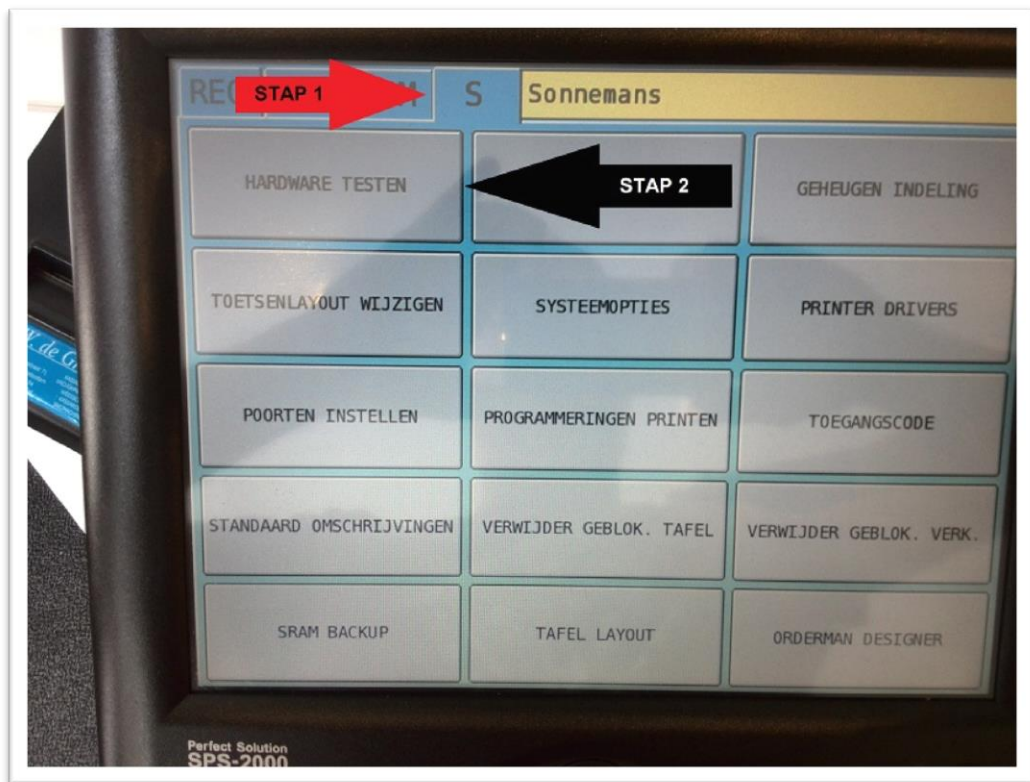 STAP 1
S
Sonnemans
HARDWARE TESTEN
STAP 2
GEHEUGEN INDELING
TOETSENLAYOUT WIJZIGEN
SYSTEEMOPTIES
PRINTER DRIVERS
POORTEN INSTELLEN
PROGRAMMERINGEN PRINTEN
TOEGANGSCODE
STANDAARD OMSCHRIJVINGEN
VERWIJDER GEBLOK. TAFEL
VERWIJDER GEBLOK. VERK.
SRAM BACKUP
TAFEL LAYOUT
ORDERMAN DESIGNER
Perfect Solution
SPS-2000